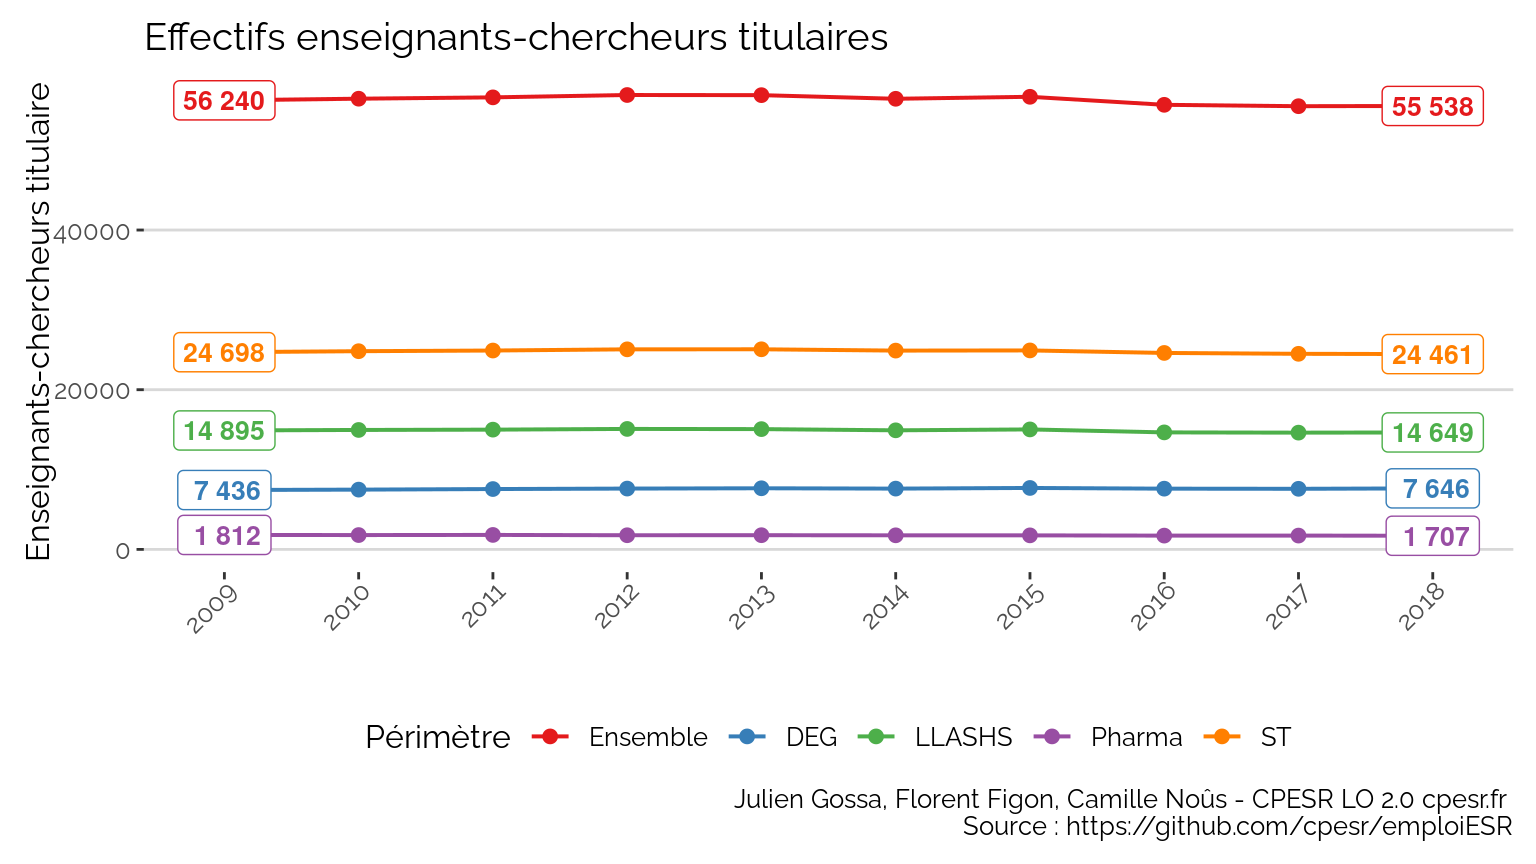 Effectifs enseignants-chercheurs titulaires
Enseignants-chercheurs titulaire
56 240
55 538
40000
24 698
24 461
20000
14 895
14 649
7 436
7 646
1 812
1 707
0
2009 2010 2011 2012 2013 2014 2015 2016 2017 2018
Périmètre Ensemble DEG LLASHS Pharma ST
Julien Gossa, Florent Figon, Camille Noûs - CPESR LO 2.0 cpesr.fr
Source : https://github.com/cpesr/emploiESR